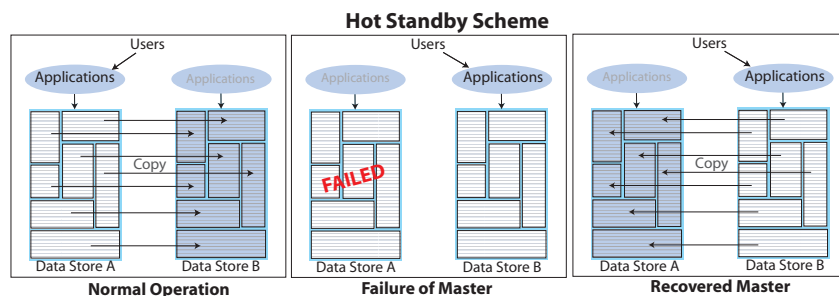 Hot Standby Scheme
Users
Applications
Applications
Copy
Data Store A
Data Store B
Normal Operation
Applications
Users
Applications
FAILED
Data Store A
Data Store B
Failure of Master
Users
Applications
Applications
Copy
Data Store A
Data Store B
Recovered Master